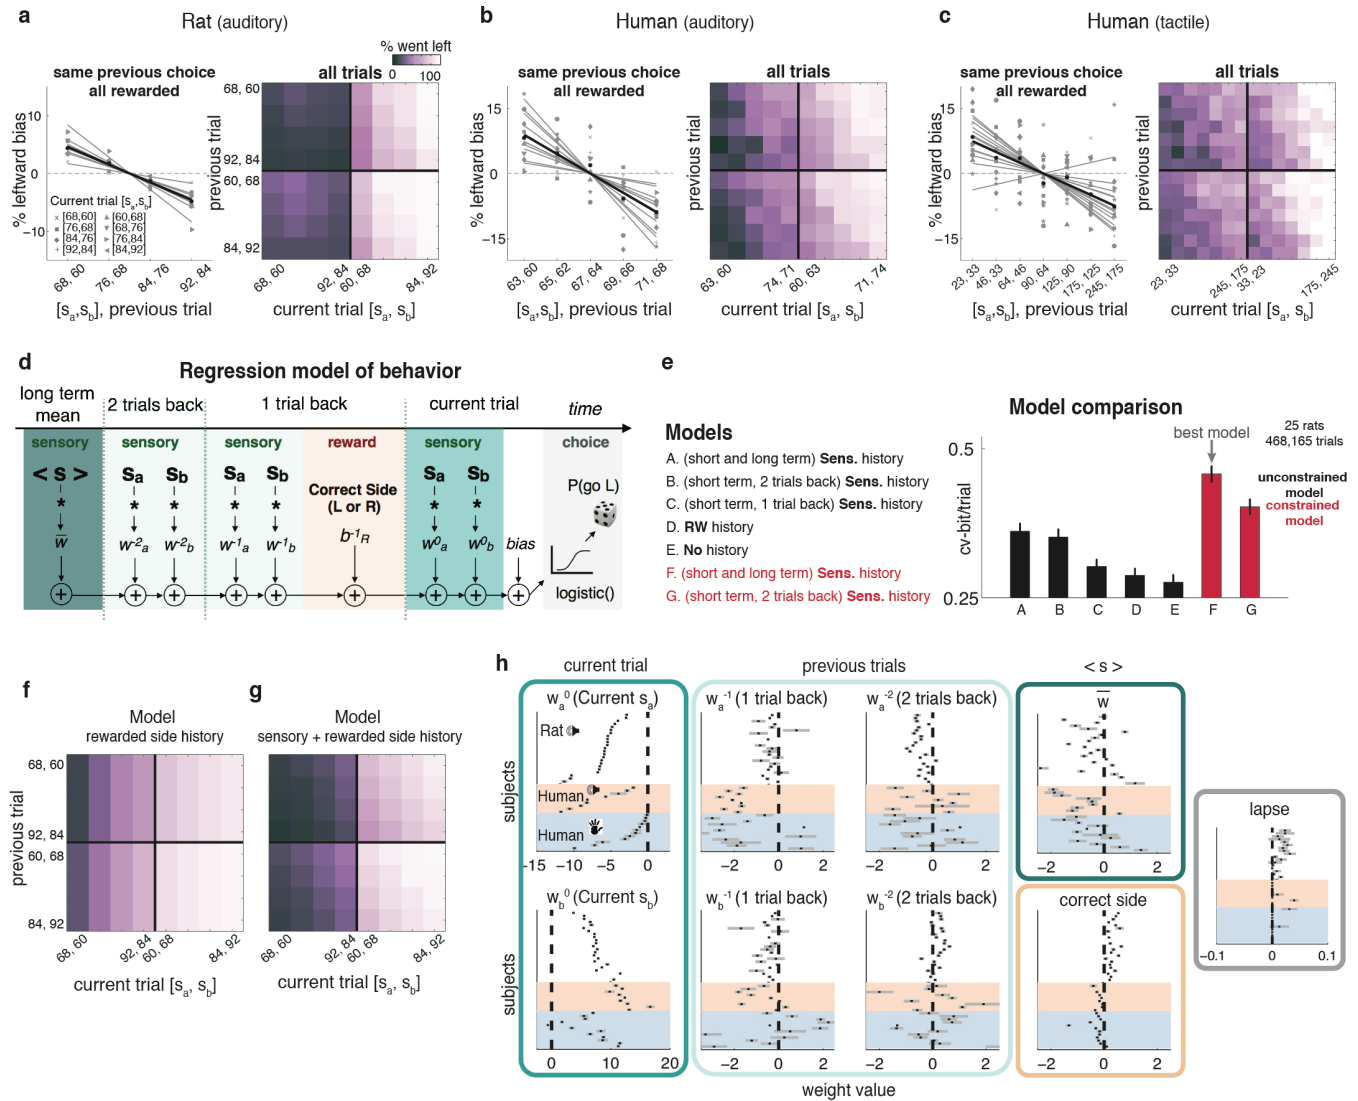 a
Rat (auditory)
% went left
0 100
same previous choice
all rewarded
all trials
10
0
−10
% leftward bias
Current trial [sa,sb]
[68,60] [60,68]
[76,68] [68,76]
[84,76] [76,84]
[92,84] [84,92]
68, 60
76, 68
84, 76
92, 84
[sa,sb], previous trial
previous trial
68, 60
92, 84
60, 68
84, 92
68, 60
92, 84
60, 68
84, 92
current trial [sa, sb]
b
Human (auditory)
same previous choice
all rewarded
all trials
15
0
−15
% leftward bias
63, 60
65, 62
67, 64
69, 66
71, 68
[sa,sb], previous trial
previous trial
63, 60
74, 71
60, 63
71, 74
current trial [sa, sb]
c
Human (tactile)
same previous choice
all rewarded
all trials
15
0
−15
% leftward bias
23, 33
46, 33
64, 46
90, 64
125, 90
175, 125
245, 175
[sa,sb], previous trial
previous trial
23, 33
245, 175
33, 23
175, 245
current trial [sa, sb]
d
Regression model of behavior
long term
mean
2 trials back
1 trial back
current trial
time
sensory sensory sensory reward sensory choice
< s > sa sb sa sb
Correct Side
(L or R)
sa sb
P(go L)
* * * * * * *
w w-2a w-2b w-1a w-1b b-1R w0a w0b bias
+ + + + + + + + +
logistic()
e
Models
A. (short and long term) Sens. history
B. (short term, 2 trials back) Sens. history
C. (short term, 1 trial back) Sens. history
D. RW history
E. No history
F. (short and long term) Sens. history
G. (short term, 2 trials back) Sens. history
Model comparison
25 rats
468,165 trials
best model
unconstrained
model
constrained
model
0.5
0.25
cv-bit/trial
A B C D E F G
f
Model
rewarded side history
previous trial
68, 60
92, 84
60, 68
84, 92
68, 60
92, 84
60, 68
84, 92
current trial [sa, sb]
g
Model
sensory + rewarded side history
68, 60
92, 84
60, 68
84, 92
current trial [sa, sb]
h
current trial
previous trials
< s >
wa0 (Current sa)
wa-1 (1 trial back)
wa-2 (2 trials back)
w
Rat
Human
Human
subjects
-15 −10 −5 0
−2 0 2
−2 0 2
−2 0 2
wb0 (Current sb)
wb-1 (1 trial back)
wb-2 (2 trials back)
correct side
subjects
0 10 20
−2 0 2
−2 0 2
−2 0 2
weight value
lapse
−0.1 0 0.1